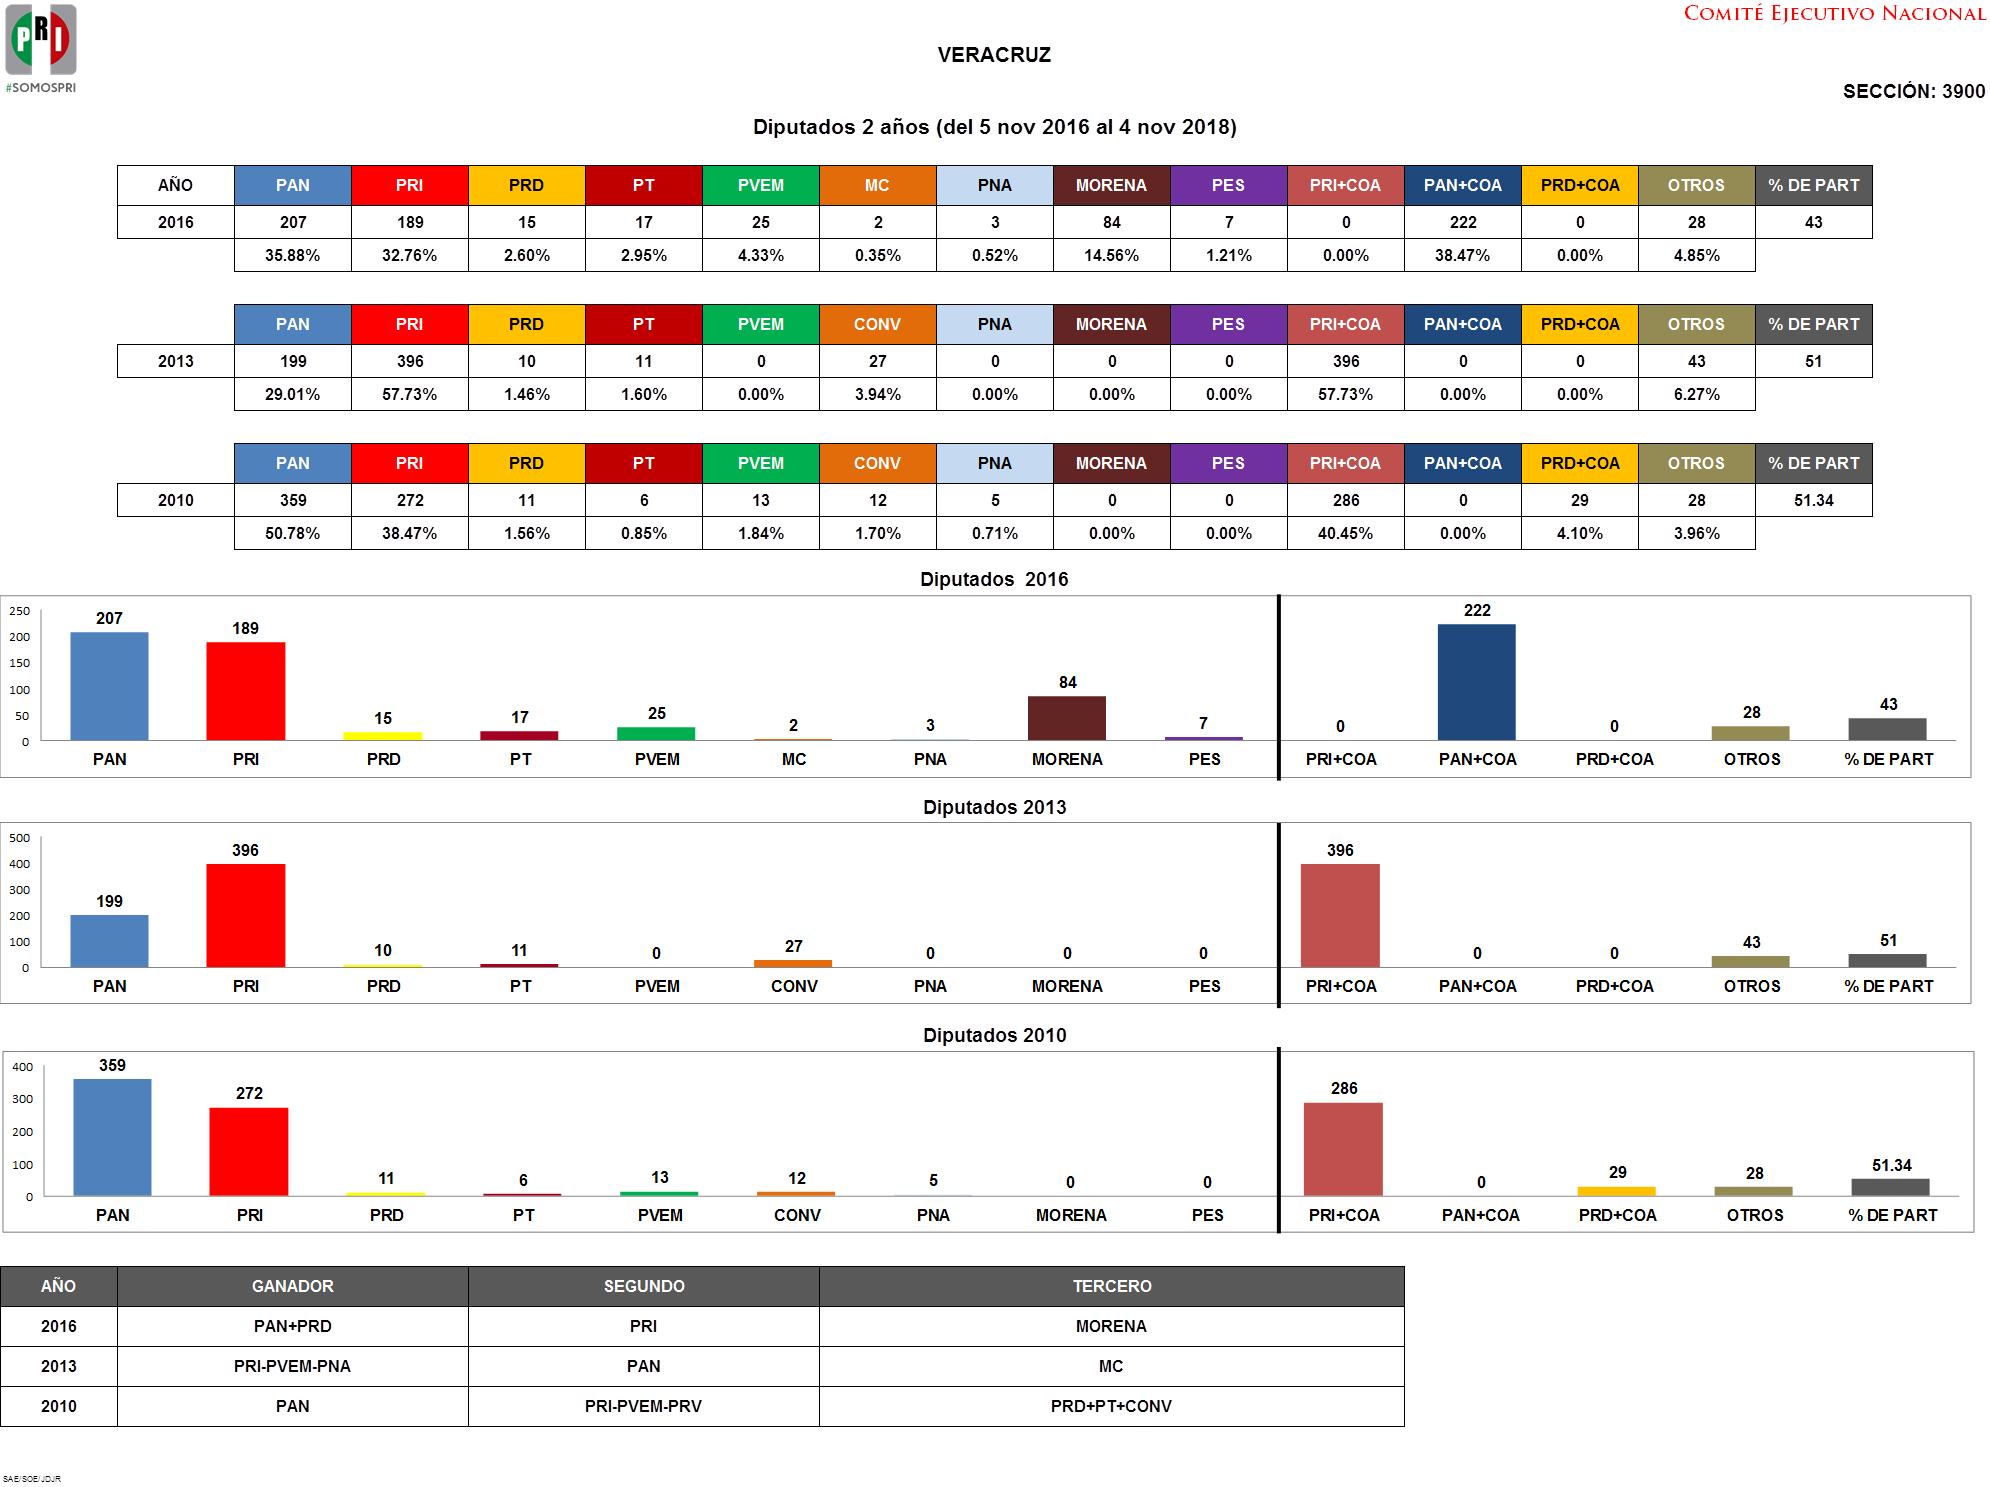 PRI
#SOMOSPRI
COMITÉ EJECUTIVO NACIONAL
VERACRUZ
SECCIÓN: 3900
Diputados 2 años (del 5 nov 2016 al 4 nov 2018)
AÑO PAN PRI PRD PT PVEM MC PNA MORENA PES PRI+COA PAN+COA PRD+COA OTROS % DE PART
2016 207 189 15 17 25 2 3 84 7 0 222 0 28 43
35.88% 32.76% 2.60% 2.95% 4.33% 0.35% 0.52% 14.56% 1.21% 0.00% 38.47% 0.00% 4.85%
PAN PRI PRD PT PVEM CONV PNA MORENA PES PRI+COA PAN+COA PRD+COA OTROS % DE PART
2013 199 396 10 11 0 27 0 0 0 396 0 0 43 51
29.01% 57.73% 1.46% 1.60% 0.00% 3.94% 0.00% 0.00% 0.00% 57.73% 0.00% 0.00% 6.27%
PAN PRI PRD PT PVEM CONV PNA MORENA PES PRI+COA PAN+COA PRD+COA OTROS % DE PART
2010 359 272 11 6 13 12 5 0 0 286 0 29 28 51.34
50.78% 38.47% 1.56% 0.85% 1.84% 1.70% 0.71% 0.00% 0.00% 40.45% 0.00% 4.10% 3.96%
Diputados 2016
250
200
150
100
50
0
207 189 15 17 25 2 3 84 7 0 222 0 28 43
PAN PRI PRD PT PVEM MC PNA MORENA PES PRI+COA PAN+COA PRD+COA OTROS % DE PART
Diputados 2013
500
400
300
200
100
0
199 396 10 11 0 27 0 0 0 396 0 0 43 51
PAN PRI PRD PT PVEM CONV PNA MORENA PES PRI+COA PAN+COA PRD+COA OTROS % DE PART
Diputados 2010
400
300
200
100
0
359 272 11 6 13 12 5 0 0 286 0 29 28 51.34
PAN PRI PRD PT PVEM CONV PNA MORENA PES PRI+COA PAN+COA PRD+COA OTROS % DE PART
AÑO GANADOR SEGUNDO TERCERO
2016 PAN+PRD PRI MORENA
2013 PRI-PVEM-PNA PAN MC
2010 PAN PRI-PVEM-PRV PRD+PT+CONV
SAE/SOE/JDJR